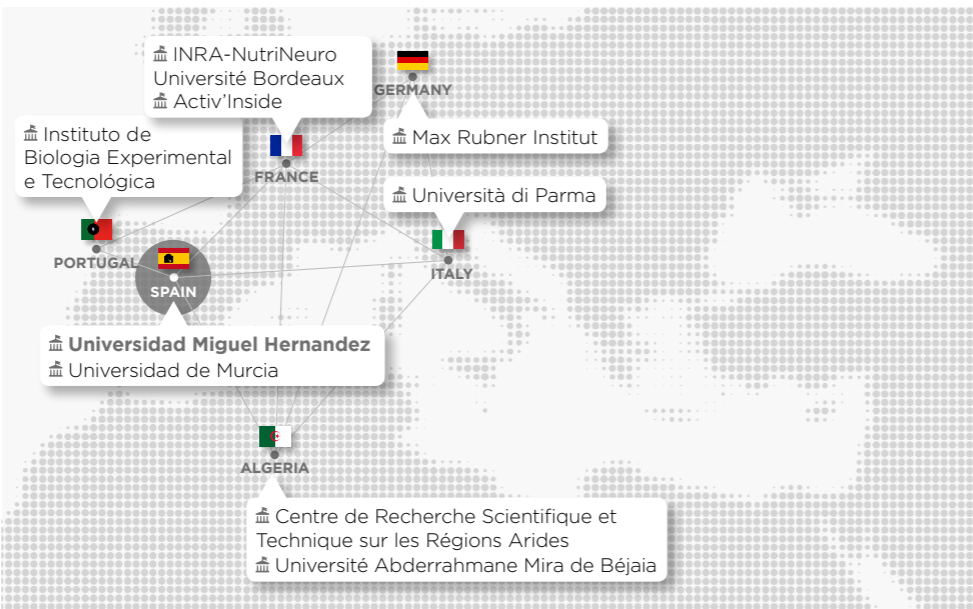 INRA-NutriNeuro
Université Bordeaux
Activ’Inside
GERMANY
Instituto de
Biologia Experimental
e Tecnológica
Max Rubner Institut
FRANCE
Università di Parma
PORTUGAL
ITALY
SPAIN
Universidad Miguel Hernandez
Universidad de Murcia
ALGERIA
Centre de Recherche Scientifique et
Technique sur les Régions Arides
Université Abderrahmane Mira de Béjaia